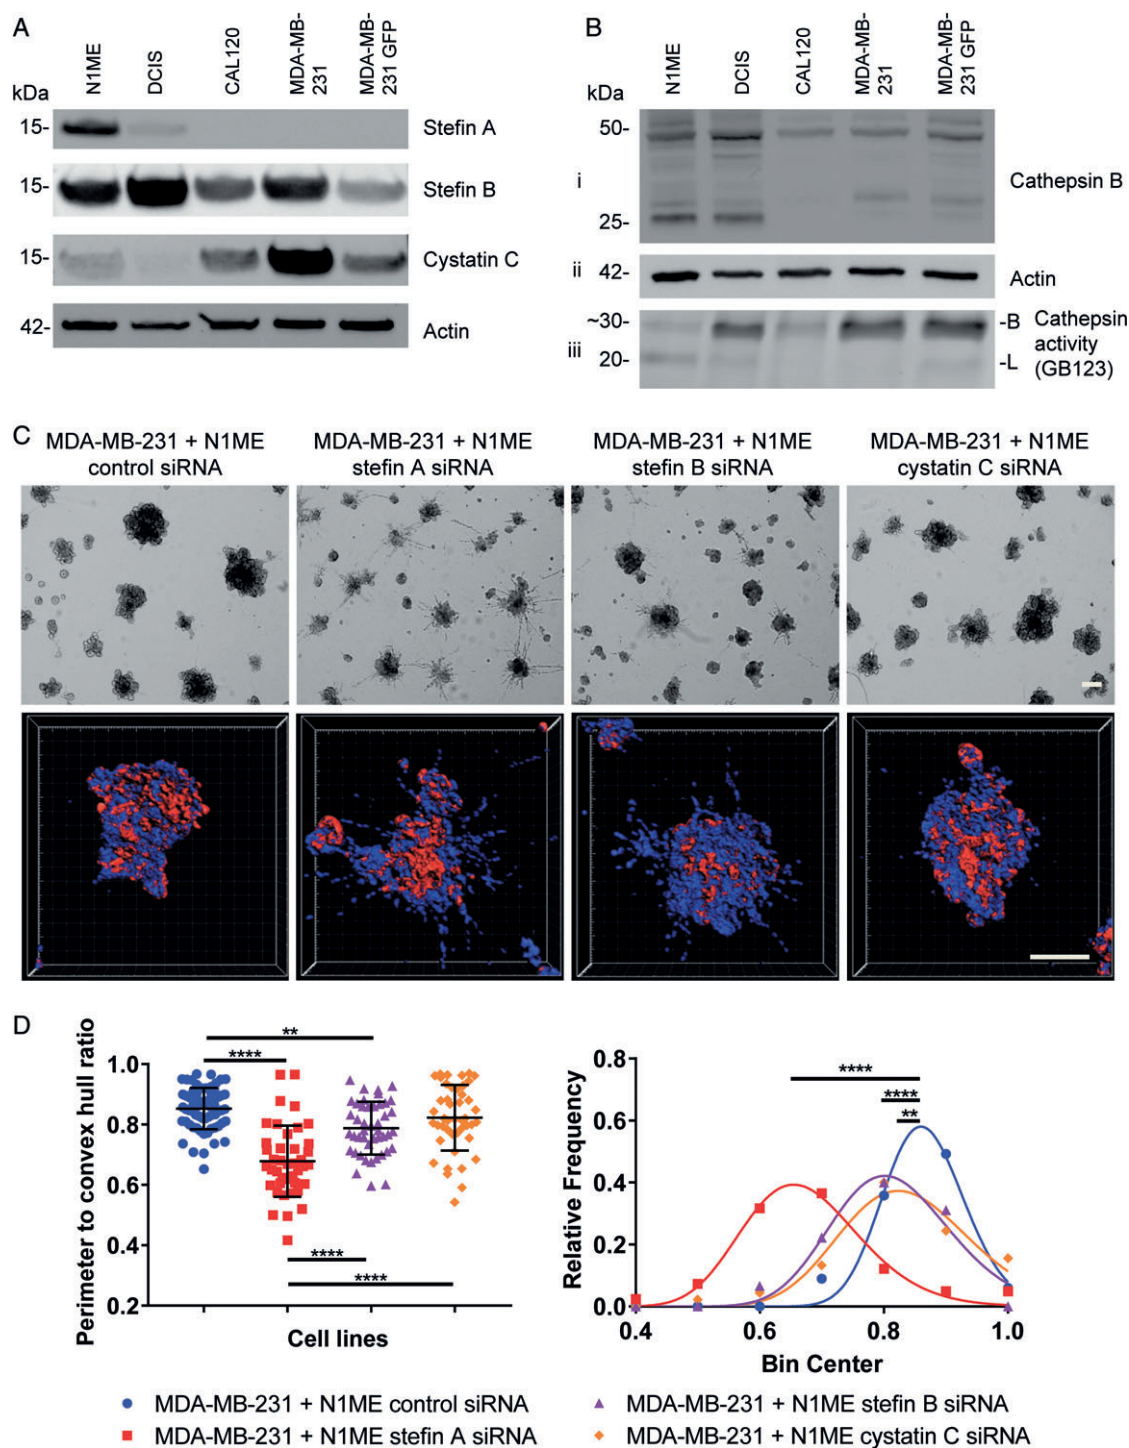 A
N1ME
DCIS
CAL120
MDA-MB-
231
MDA-MB-
231 GFP
kDa
15-
Stefin A
15-
Stefin B
15-
Cystatin C
42-
Actin
B
N1ME
DCIS
CAL120
MDA-MB-
231
MDA-MB-
231 GFP
kDa
50-
i
Cathepsin B
25-
ii
42-
Actin
~30-
-B
Cathepsin
activity
(GB123)
iii
20-
-L
C
MDA-MB-231 + N1ME
control siRNA
MDA-MB-231 + N1ME
stefin A siRNA
MDA-MB-231 + N1ME
stefin B siRNA
MDA-MB-231 + N1ME
cystatin C siRNA
D
Perimeter to convex hull ratio
1.0
0.8
0.6
0.4
0.2
**
****
****
****
Cell lines
Relative Frequency
0.8
0.6
0.4
0.2
0.0
****
****
**
0.4
0.6
0.8
1.0
Bin Center
MDA-MB-231 + N1ME control siRNA
MDA-MB-231 + N1ME stefin B siRNA
MDA-MB-231 + N1ME stefin A siRNA
MDA-MB-231 + N1ME cystatin C siRNA